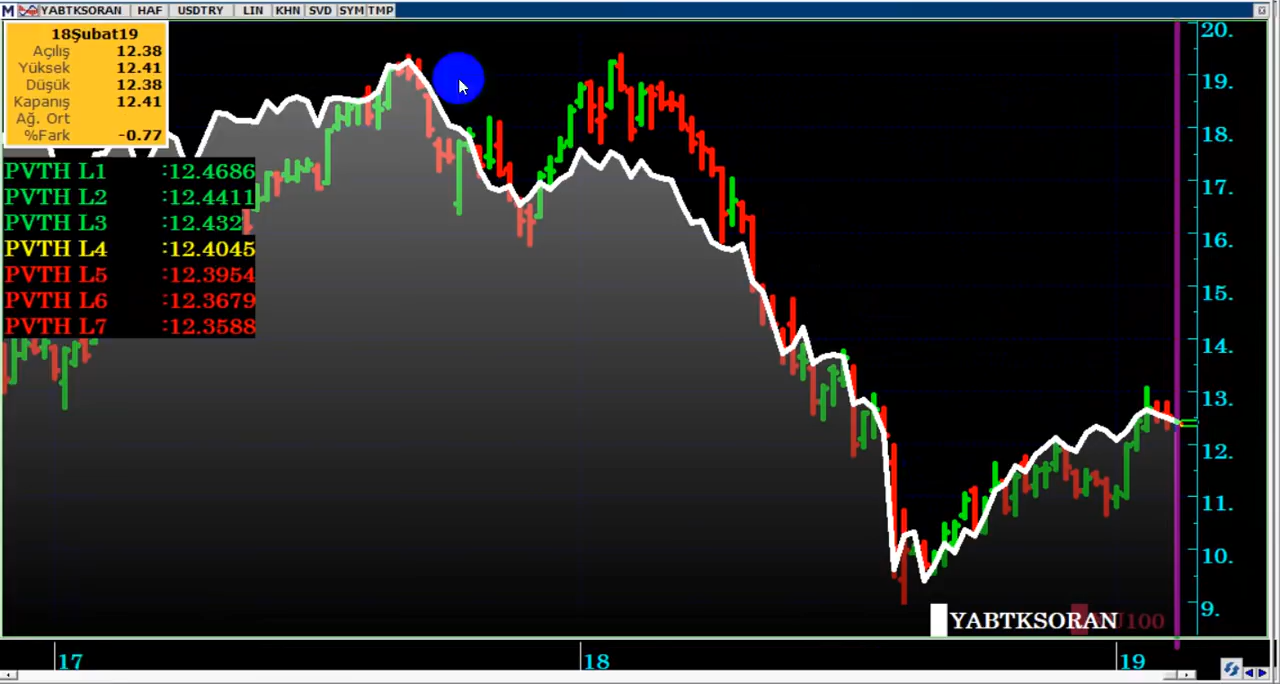 M YABTKSORAN HAF USDTRY LIN KHN SVD SYM TMP
18Şubat19
Açılış 12.38
Yüksek 12.41
Düşük 12.38
Kapanış 12.41
Ağ. Ort
%Fark -0.77
PVTH L1 :12.4686
PVTH L2 :12.4411
PVTH L3 :12.432
PVTH L4 :12.4045
PVTH L5 :12.3954
PVTH L6 :12.3679
PVTH L7 :12.3588
20.
19.
18.
17.
16.
15.
14.
13.
12.
11.
10.
9.
YABTKSORAN
17 18 19